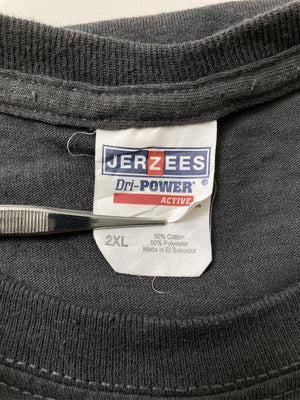 JERZEES
Dri-POWER®
ACTIVE
2XL
50% Cotton
50% Polyester
Made in El Salvador